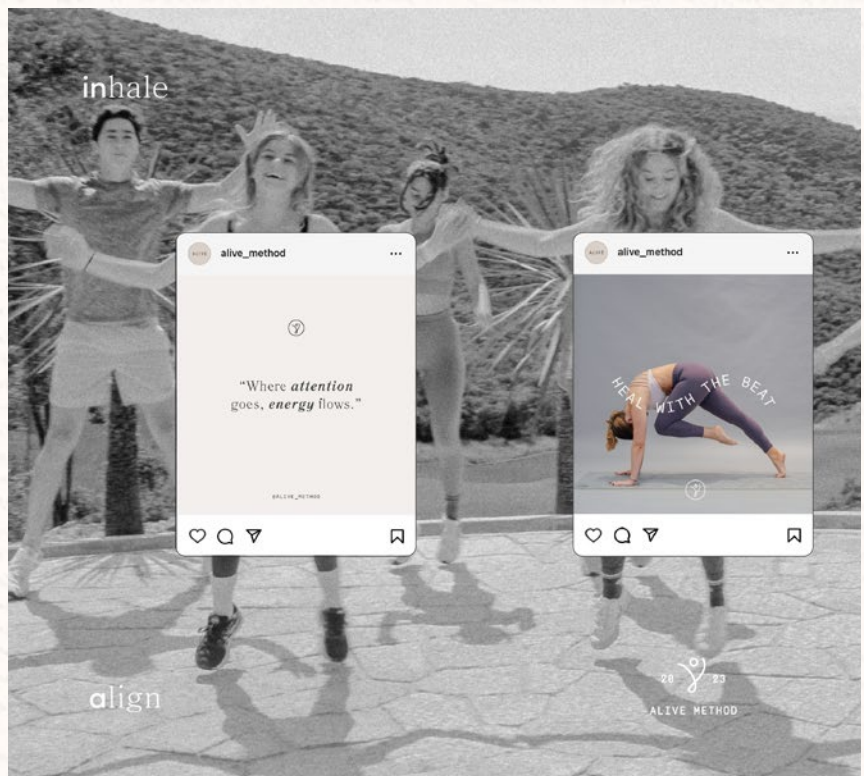 inhale
alive_method
“Where attention
goes, energy flows.”
@ALIVE_METHOD
alive_method
HEAL WITH THE BEAT
align
20 23
ALIVE METHOD